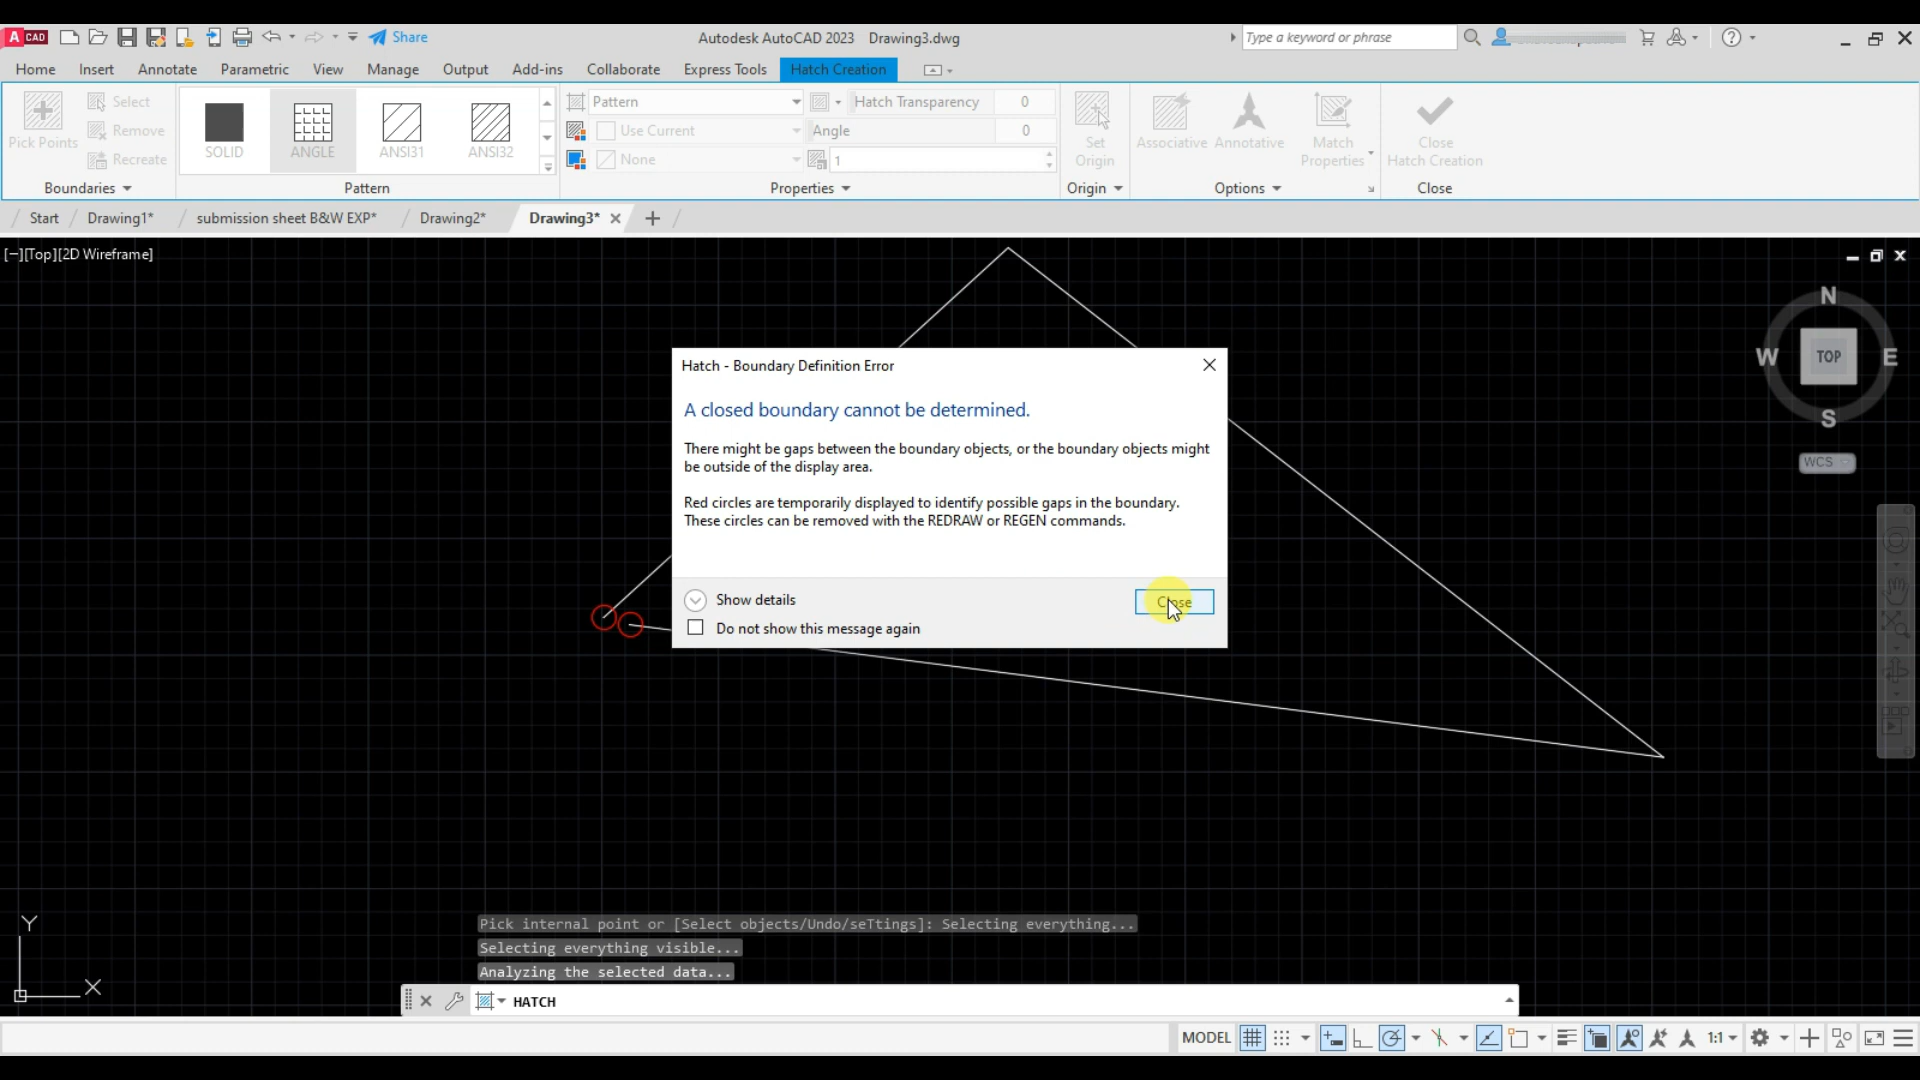 A CAD
Share
Autodesk AutoCAD 2023 Drawing3.dwg
Type a keyword or phrase
Home Insert Annotate Parametric View Manage Output Add-ins Collaborate Express Tools Hatch Creation
Pick Points
Select
Remove
Recreate
Boundaries
SOLID ANGLE ANSI31 ANSI32
Pattern
Pattern
Use Current
None
Hatch Transparency 0
Angle 0
1
Properties
Set
Origin
Origin
Associative Annotative
Match
Properties
Options
Close
Hatch Creation
Close
Start Drawing1* submission sheet B&W EXP* Drawing2* Drawing3*
[−][Top][2D Wireframe]
N
W TOP E
S
WCS
Hatch - Boundary Definition Error
A closed boundary cannot be determined.
There might be gaps between the boundary objects, or the boundary objects might
be outside of the display area.
Red circles are temporarily displayed to identify possible gaps in the boundary.
These circles can be removed with the REDRAW or REGEN commands.
Show details
Close
Do not show this message again
Y
X
Pick internal point or [Select objects/Undo/seTtings]: Selecting everything...
Selecting everything visible...
Analyzing the selected data...
HATCH
MODEL 1:1